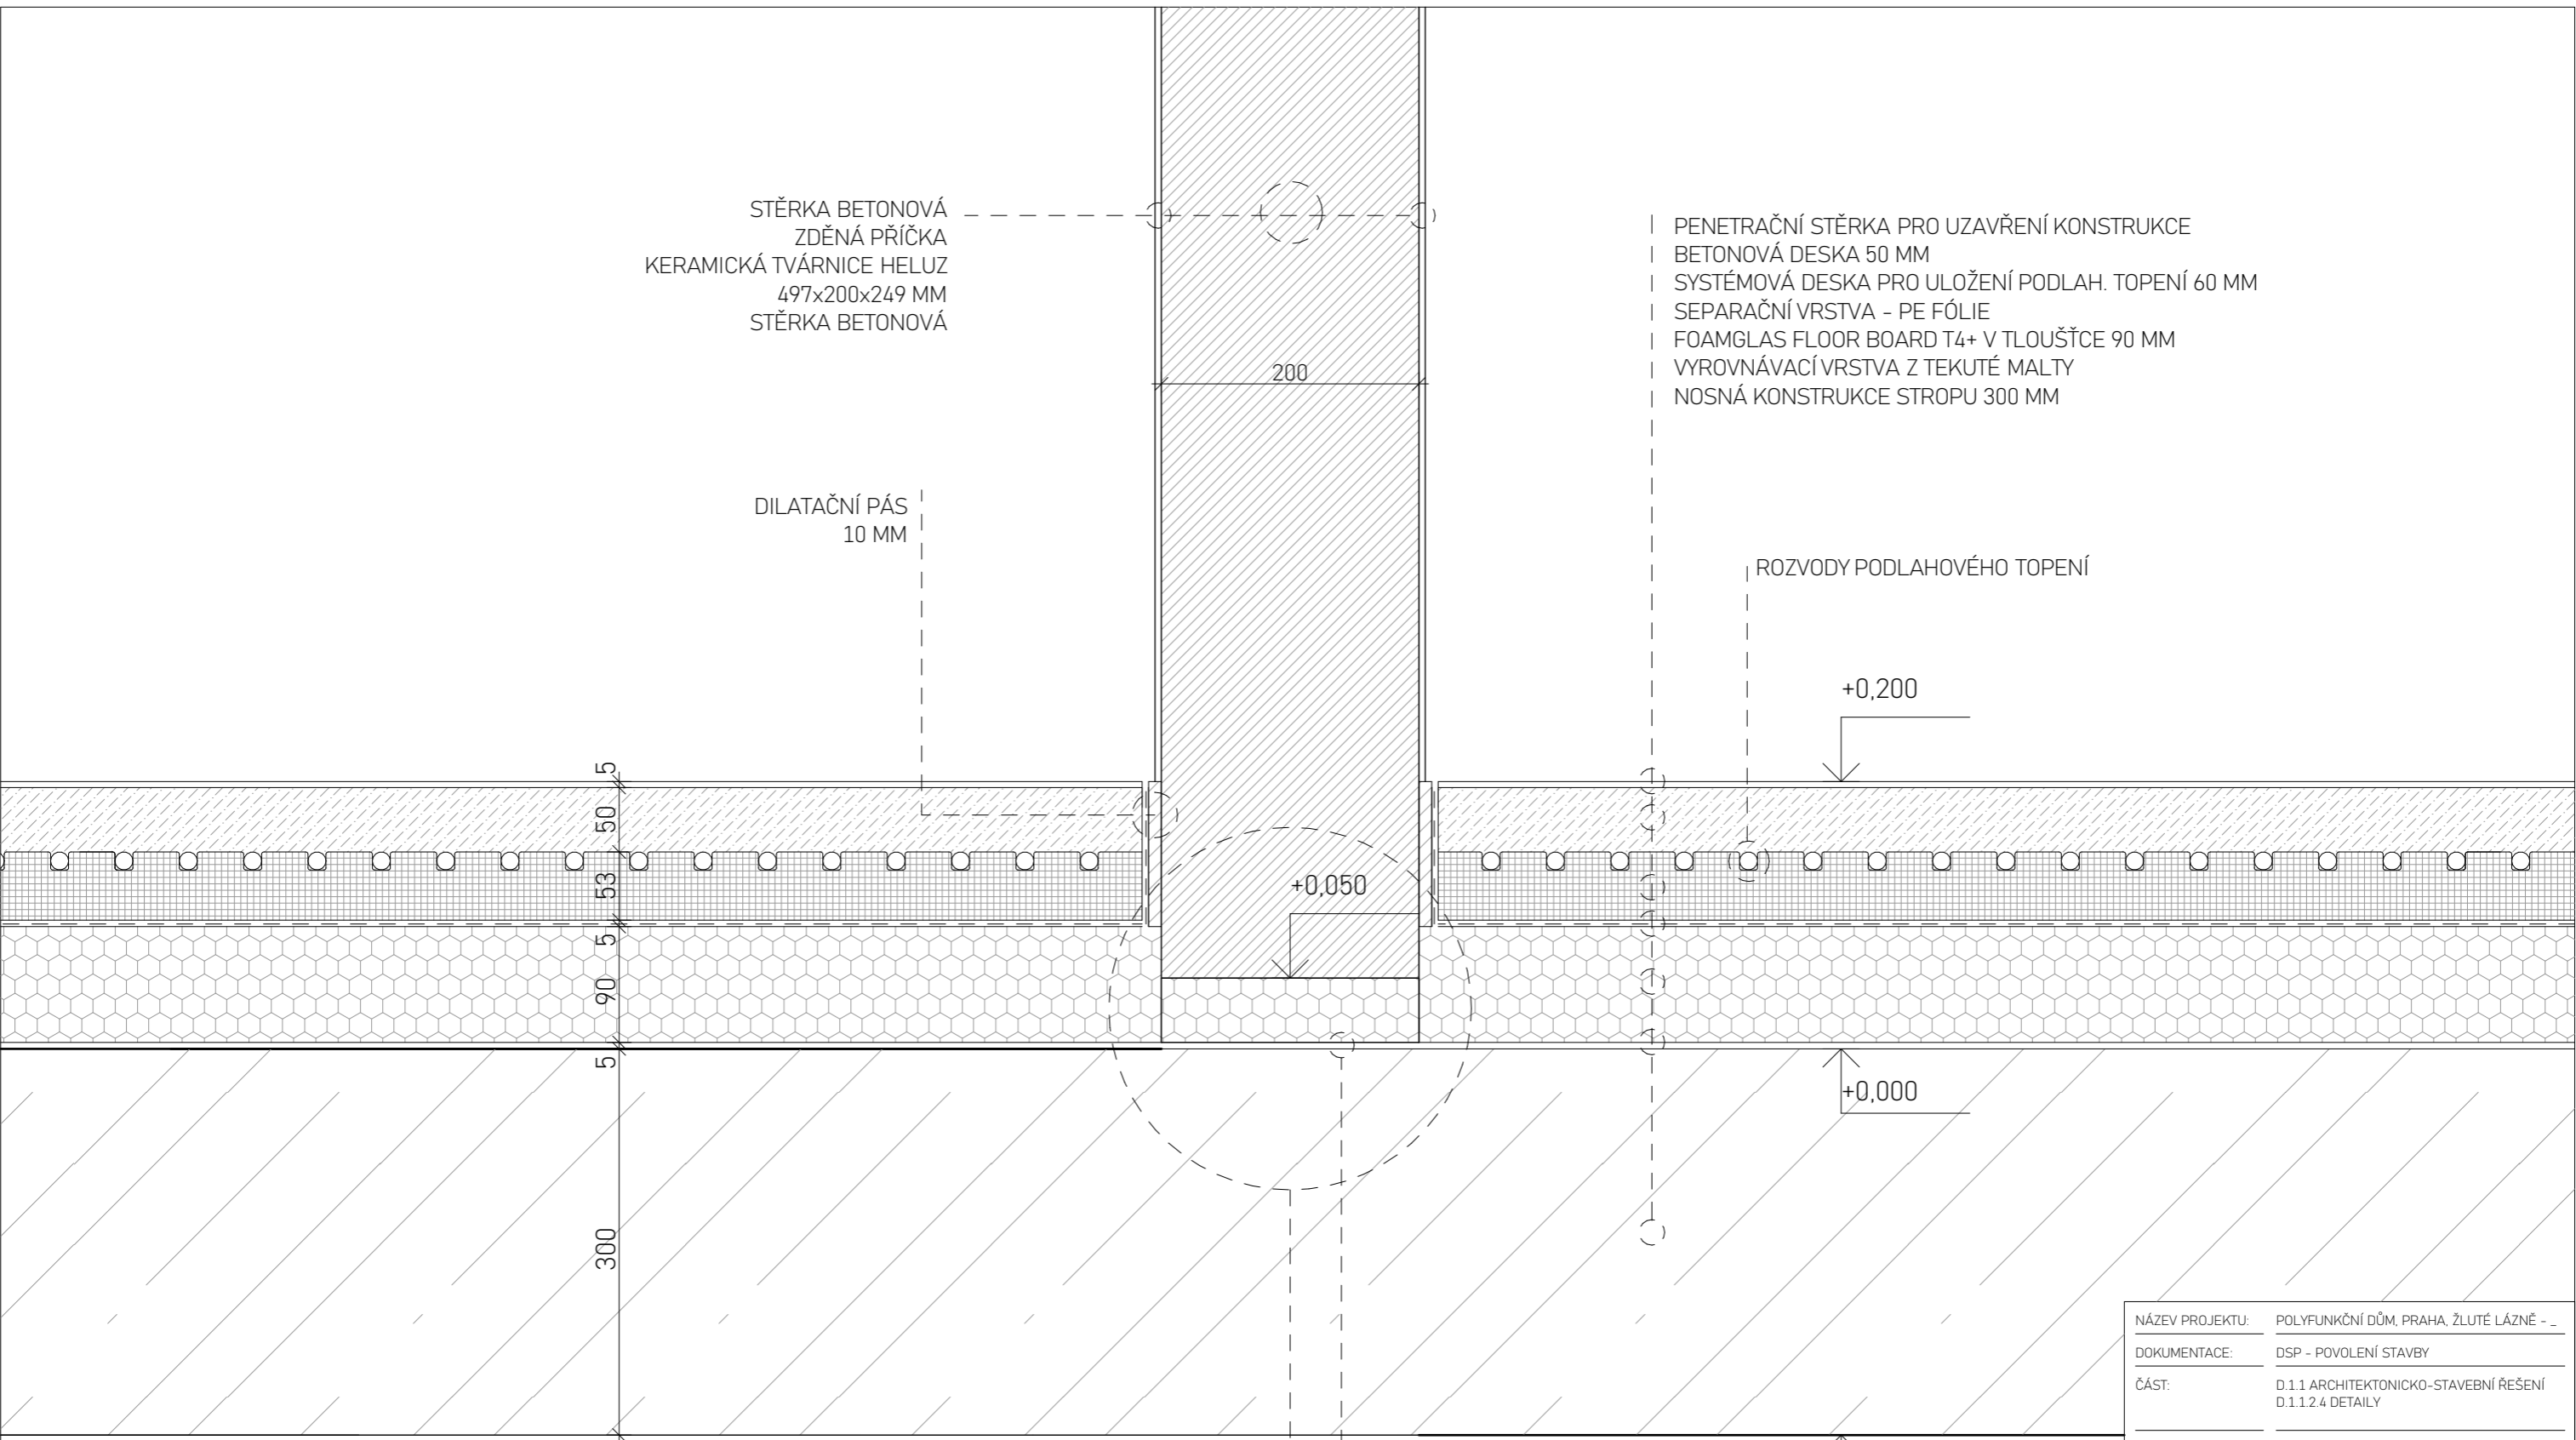 STĚRKA BETONOVÁ
ZDĚNÁ PŘÍČKA
KERAMICKÁ TVÁRNICE HELUZ
497x200x249 MM
STĚRKA BETONOVÁ
PENETRAČNÍ STĚRKA PRO UZAVŘENÍ KONSTRUKCE
BETONOVÁ DESKA 50 MM
SYSTÉMOVÁ DESKA PRO ULOŽENÍ PODLAH. TOPENÍ 60 MM
SEPARAČNÍ VRSTVA - PE FÓLIE
FOAMGLAS FLOOR BOARD T4+ V TLOUŠŤCE 90 MM
VYROVNÁVACÍ VRSTVA Z TEKUTÉ MALTY
NOSNÁ KONSTRUKCE STROPU 300 MM
200
DILATAČNÍ PÁS
10 MM
ROZVODY PODLAHOVÉHO TOPENÍ
+0,200
5
50
53
5
90
5
300
+0,050
+0,000
NÁZEV PROJEKTU: POLYFUNKČNÍ DŮM, PRAHA, ŽLUTÉ LÁZNĚ - _
DOKUMENTACE: DSP - POVOLENÍ STAVBY
ČÁST: D.1.1 ARCHITEKTONICKO-STAVEBNÍ ŘEŠENÍ
D.1.1.2.4 DETAILY